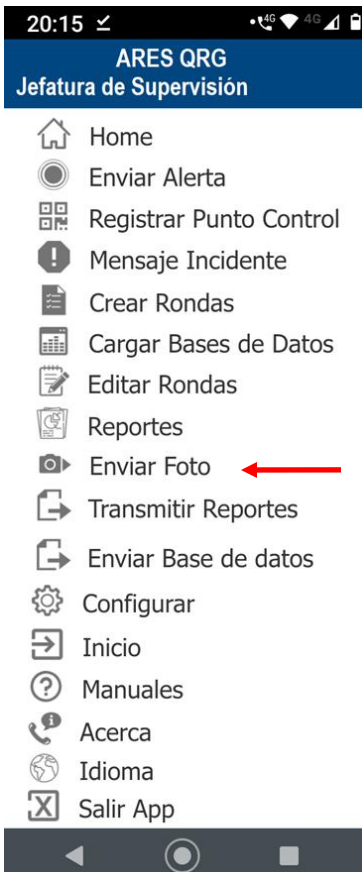 20:15 4G 4G
ARES QRG
Jefatura de Supervisión
Home
Enviar Alerta
Registrar Punto Control
Mensaje Incidente
Crear Rondas
Cargar Bases de Datos
Editar Rondas
Reportes
Enviar Foto
Transmitir Reportes
Enviar Base de datos
Configurar
Inicio
Manuales
Acerca
Idioma
Salir App